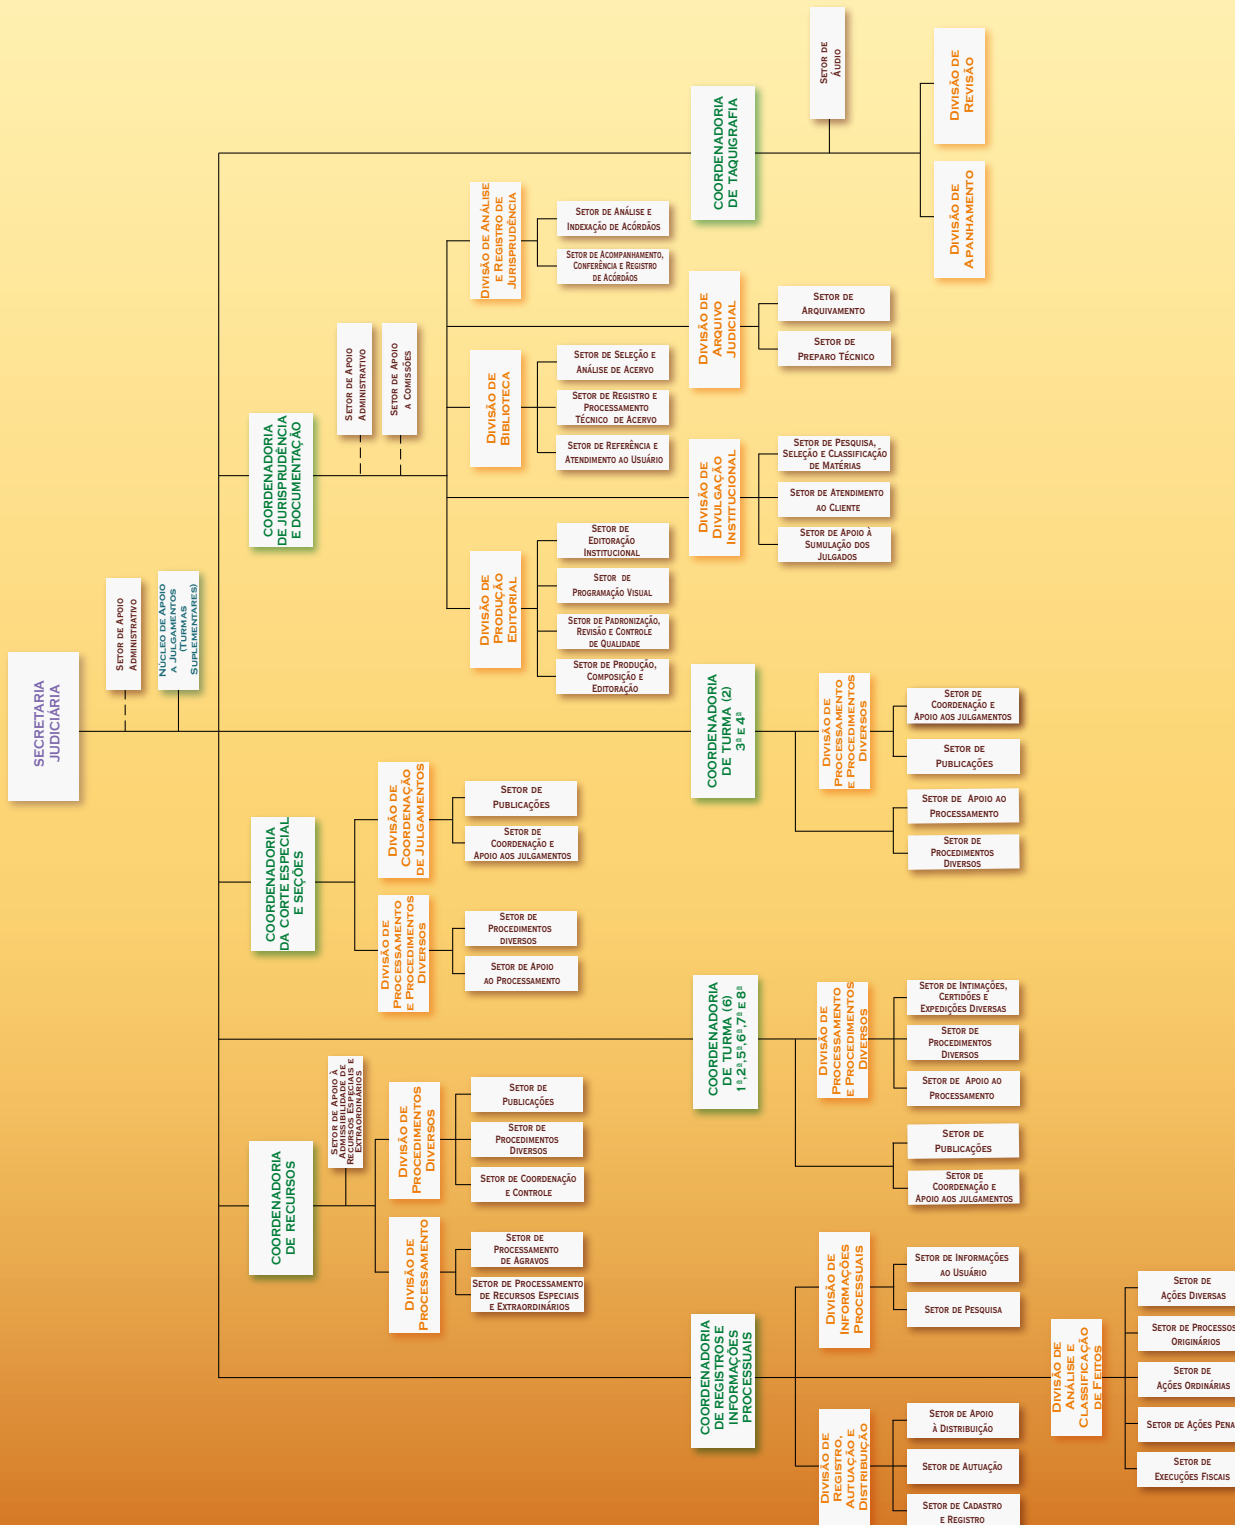 SECRETARIA
JUDICIÁRIA
SETOR DE APOIO
ADMINISTRATIVO
NÚCLEO DE APOIO
A JULGAMENTOS
(TURMAS
SUPLEMENTARES)
COORDENADORIA
DE TAQUIGRAFIA
SETOR DE
ÁUDIO
DIVISÃO DE
REVISÃO
DIVISÃO DE
APANHAMENTO
COORDENADORIA
DE JURISPRUDÊNCIA
E DOCUMENTAÇÃO
SETOR DE APOIO
ADMINISTRATIVO
SETOR DE APOIO
A COMISSÕES
DIVISÃO DE ANÁLISE
E REGISTRO DE
JURISPRUDÊNCIA
SETOR DE ANÁLISE E
INDEXAÇÃO DE ACÓRDÃOS
SETOR DE ACOMPANHAMENTO,
CONFERÊNCIA E REGISTRO
DE ACÓRDÃOS
DIVISÃO DE
ARQUIVO
JUDICIAL
SETOR DE
ARQUIVAMENTO
SETOR DE
PREPARO TÉCNICO
DIVISÃO DE
BIBLIOTECA
SETOR DE SELEÇÃO E
ANÁLISE DE ACERVO
SETOR DE REGISTRO E
PROCESSAMENTO
TÉCNICO DE ACERVO
SETOR DE REFERÊNCIA E
ATENDIMENTO AO USUÁRIO
DIVISÃO DE
DIVULGAÇÃO
INSTITUCIONAL
SETOR DE PESQUISA,
SELEÇÃO E CLASSIFICAÇÃO
DE MATÉRIAS
SETOR DE ATENDIMENTO
AO CLIENTE
SETOR DE APOIO À
SUMULAÇÃO DOS
JULGADOS
DIVISÃO DE
PRODUÇÃO
EDITORIAL
SETOR DE
EDITORAÇÃO
INSTITUCIONAL
SETOR DE
PROGRAMAÇÃO VISUAL
SETOR DE PADRONIZAÇÃO,
REVISÃO E CONTROLE
DE QUALIDADE
SETOR DE PRODUÇÃO,
COMPOSIÇÃO E
EDITORAÇÃO
COORDENADORIA
DE TURMA (2)
3ª E 4ª
DIVISÃO DE
PROCESSAMENTO
E PROCEDIMENTOS
DIVERSOS
SETOR DE
COORDENAÇÃO E
APOIO AOS JULGAMENTOS
SETOR DE
PUBLICAÇÕES
SETOR DE APOIO AO
PROCESSAMENTO
SETOR DE
PROCEDIMENTOS
DIVERSOS
COORDENADORIA
DA CORTE ESPECIAL
E SEÇÕES
DIVISÃO DE
COORDENAÇÃO
DE JULGAMENTOS
SETOR DE
PUBLICAÇÕES
SETOR DE
COORDENAÇÃO E
APOIO AOS JULGAMENTOS
DIVISÃO DE
PROCESSAMENTO
E PROCEDIMENTOS
DIVERSOS
SETOR DE
PROCEDIMENTOS
DIVERSOS
SETOR DE APOIO
AO PROCESSAMENTO
COORDENADORIA
DE TURMA (6)
1ª,2ª,5ª,6ª,7ª E 8ª
DIVISÃO DE
PROCESSAMENTO
E PROCEDIMENTOS
DIVERSOS
SETOR DE INTIMAÇÕES,
CERTIDÕES E
EXPEDIÇÕES DIVERSAS
SETOR DE
PROCEDIMENTOS
DIVERSOS
SETOR DE APOIO AO
PROCESSAMENTO
SETOR DE
PUBLICAÇÕES
SETOR DE
COORDENAÇÃO E
APOIO AOS JULGAMENTOS
COORDENADORIA
DE RECURSOS
SETOR DE APOIO À
ADMISSIBILIDADE DE
RECURSOS ESPECIAIS E
EXTRAORDINÁRIOS
DIVISÃO DE
PROCEDIMENTOS
DIVERSOS
SETOR DE
PUBLICAÇÕES
SETOR DE
PROCEDIMENTOS
DIVERSOS
SETOR DE COORDENAÇÃO
E CONTROLE
DIVISÃO DE
PROCESSAMENTO
SETOR DE
PROCESSAMENTO
DE AGRAVOS
SETOR DE PROCESSAMENTO
DE RECURSOS ESPECIAIS
E EXTRAORDINÁRIOS
COORDENADORIA
DE REGISTROS E
INFORMAÇÕES
PROCESSUAIS
DIVISÃO DE
INFORMAÇÕES
PROCESSUAIS
SETOR DE INFORMAÇÕES
AO USUÁRIO
SETOR DE PESQUISA
DIVISÃO DE
ANÁLISE E
CLASSIFICAÇÃO
DE FEITOS
SETOR DE
AÇÕES DIVERSAS
SETOR DE PROCESSOS
ORIGINÁRIOS
SETOR DE
AÇÕES ORDINÁRIAS
SETOR DE AÇÕES PENA
SETOR DE
EXECUÇÕES FISCAIS
DIVISÃO DE
REGISTRO,
AUTUAÇÃO E
DISTRIBUIÇÃO
SETOR DE APOIO
À DISTRIBUIÇÃO
SETOR DE AUTUAÇÃO
SETOR DE CADASTRO
E REGISTRO